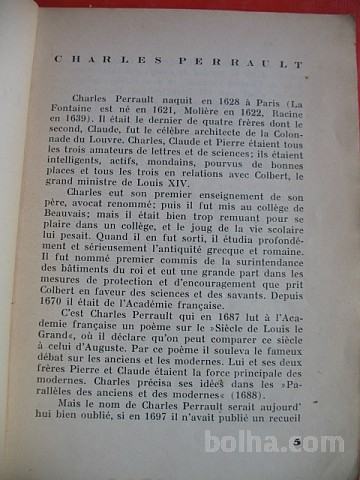 CHARLES PERRAULT
Charles Perrault naquit en 1628 à Paris (La
Fontaine est né en 1621, Molière en 1622, Racine
en 1639). Il était le dernier de quatre frères dont le
second, Claude, fut le célèbre architecte de la Colon-
nade du Louvre. Charles, Claude et Pierre étaient tous
les trois amateurs de lettres et de sciences; ils étaient
intelligents, actifs, mondains, pourvus de bonnes
places et tous les trois en relations avec Colbert, le
grand ministre de Louis XIV.
Charles eut son premier enseignement de son
père, avocat renommé; puis il fut mis au collège de
Beauvais; mais il était bien trop remuant pour se
plaire dans un collège, et le joug de la vie scolaire
lui pesait. Quand il en fut sorti, il étudia profondé-
ment et sérieusement l'antiquité grecque et romaine.
Il fut nommé premier commis de la surintendance
des bâtiments du roi et eut une grande part dans les
mesures de protection et d'encouragement que prit
Colbert en faveur des sciences et des savants. Depuis
1670 il était de l'Académie française.
C'est Charles Perrault qui en 1687 lut à l'Aca-
démie française un poème sur le »Siècle de Louis le
Grand«, où il déclare qu'on peut comparer ce siècle
à celui d'Auguste. Par ce poème il souleva le fameux
débat sur les anciens et les modernes. Lui et ses deux
frères Pierre et Claude étaient la force principale des
modernes. Charles précisa ses idées dans les »Pa-
rallèles des anciens et des modernes« (1688).
Mais le nom de Charles Perrault serait aujourd'
hui bien oublié, si en 1697 il n'avait publié un recueil
5
bolha.com